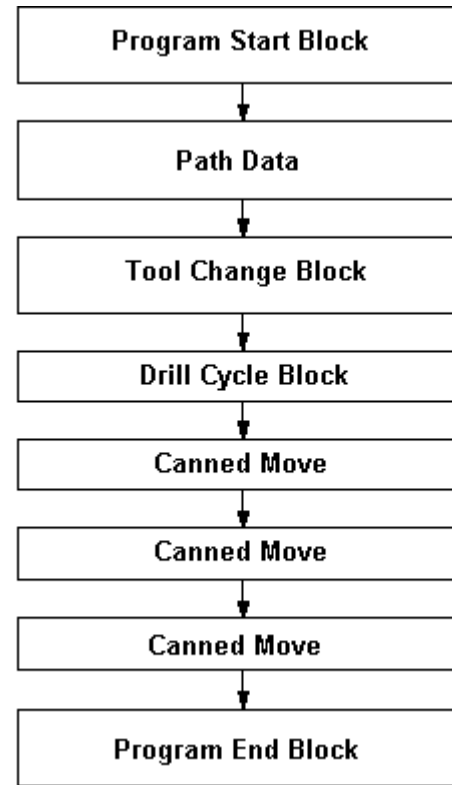 Program Start Block
Path Data
Tool Change Block
Drill Cycle Block
Canned Move
Canned Move
Canned Move
Program End Block